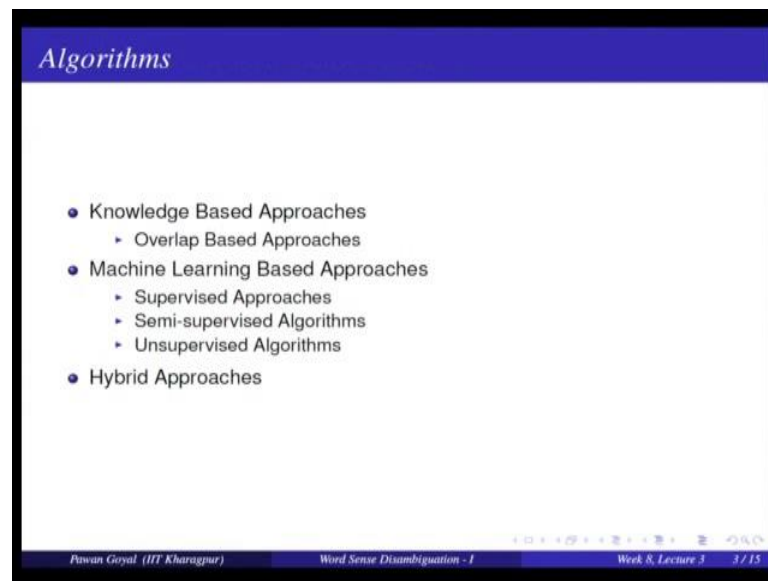 Algorithms
Knowledge Based Approaches
Overlap Based Approaches
Machine Learning Based Approaches
Supervised Approaches
Semi-supervised Algorithms
Unsupervised Algorithms
Hybrid Approaches
Pawan Goyal (IIT Kharagpur) Word Sense Disambiguation - I Week 8, Lecture 3 3 / 15